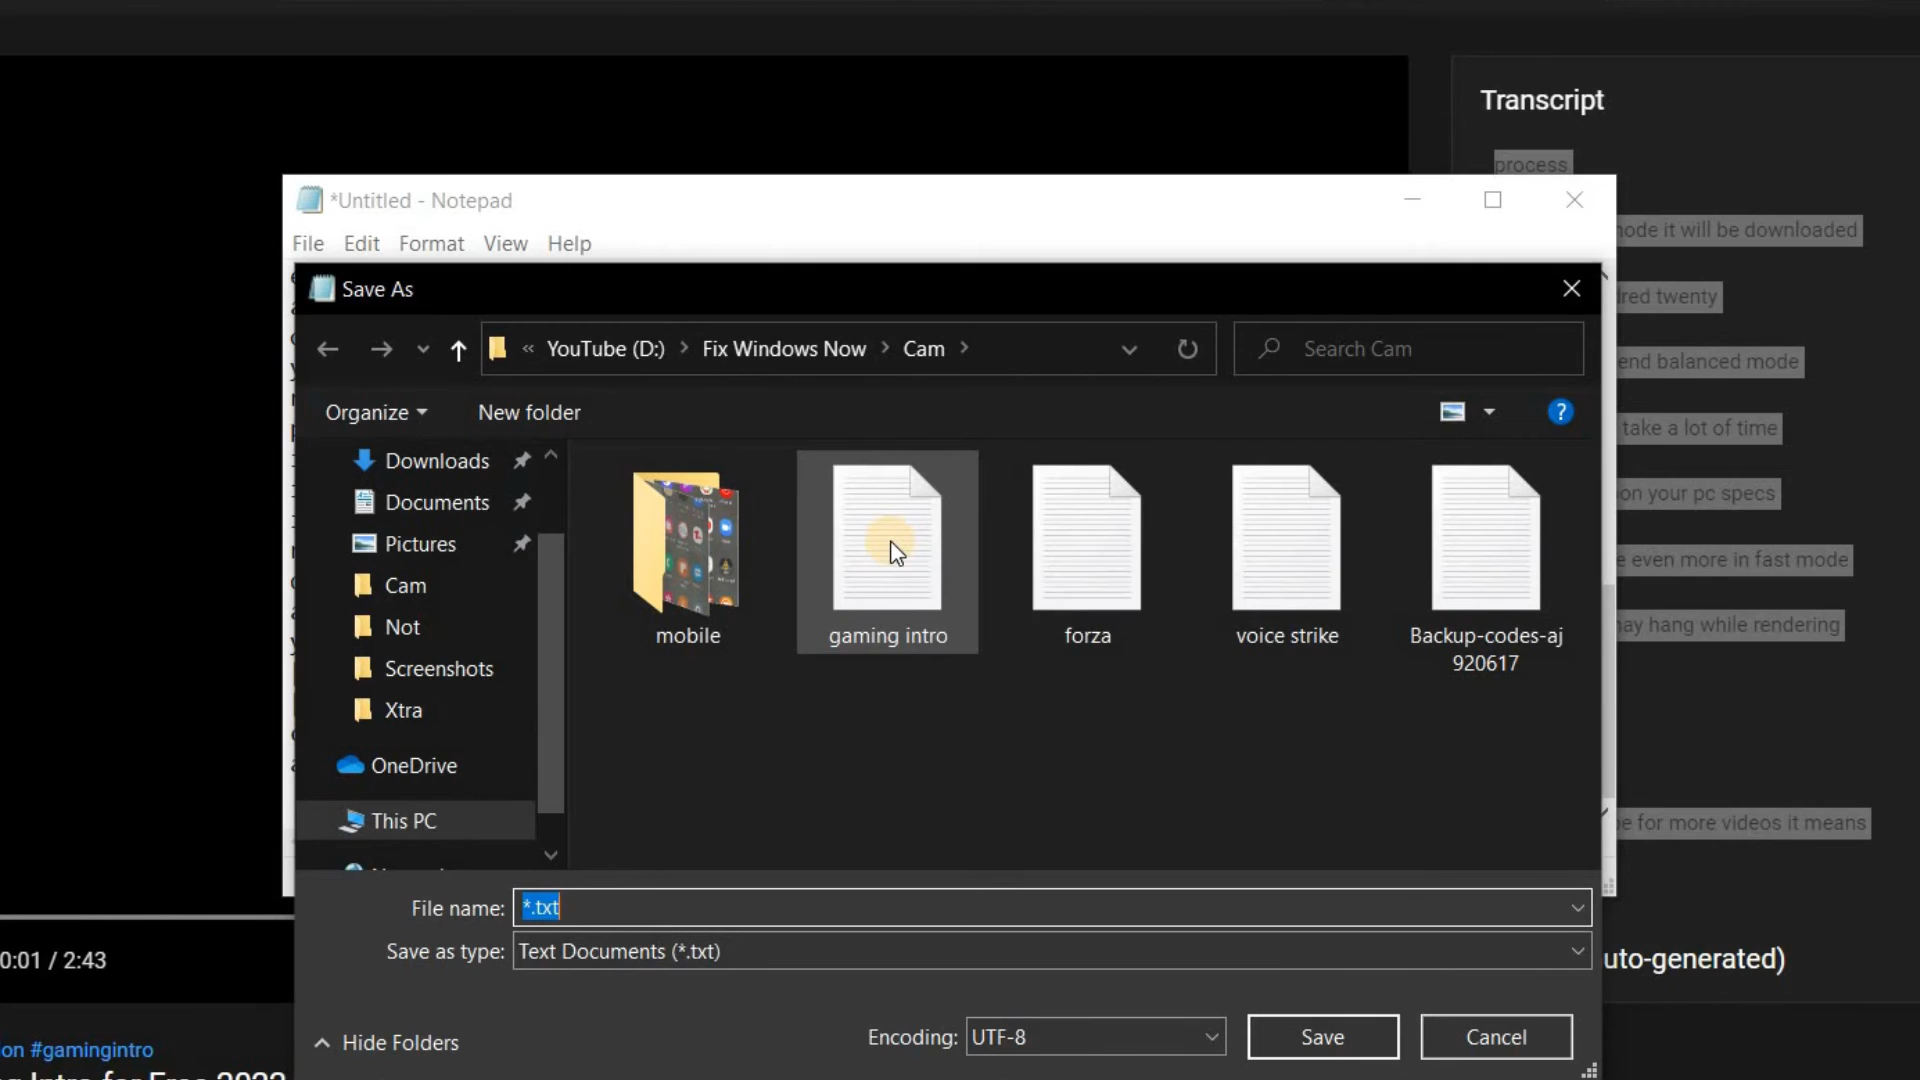 Transcript
process
ode it will be downloaded
red twenty
end balanced mode
take a lot of time
on your pc specs
e even more in fast mode
ay hang while rendering
e for more videos it means
uto-generated)
*Untitled - Notepad
File Edit Format View Help
Save As
« YouTube (D:) > Fix Windows Now > Cam >
Search Cam
Organize
New folder
?
Downloads
Documents
Pictures
Cam
Not
Screenshots
Xtra
OneDrive
This PC
mobile
gaming intro
forza
voice strike
Backup-codes-aj
920617
File name: *.txt
Save as type: Text Documents (*.txt)
Hide Folders
Encoding: UTF-8
Save
Cancel
0:01 / 2:43
on #gamingintro
g Intro for Free 2022